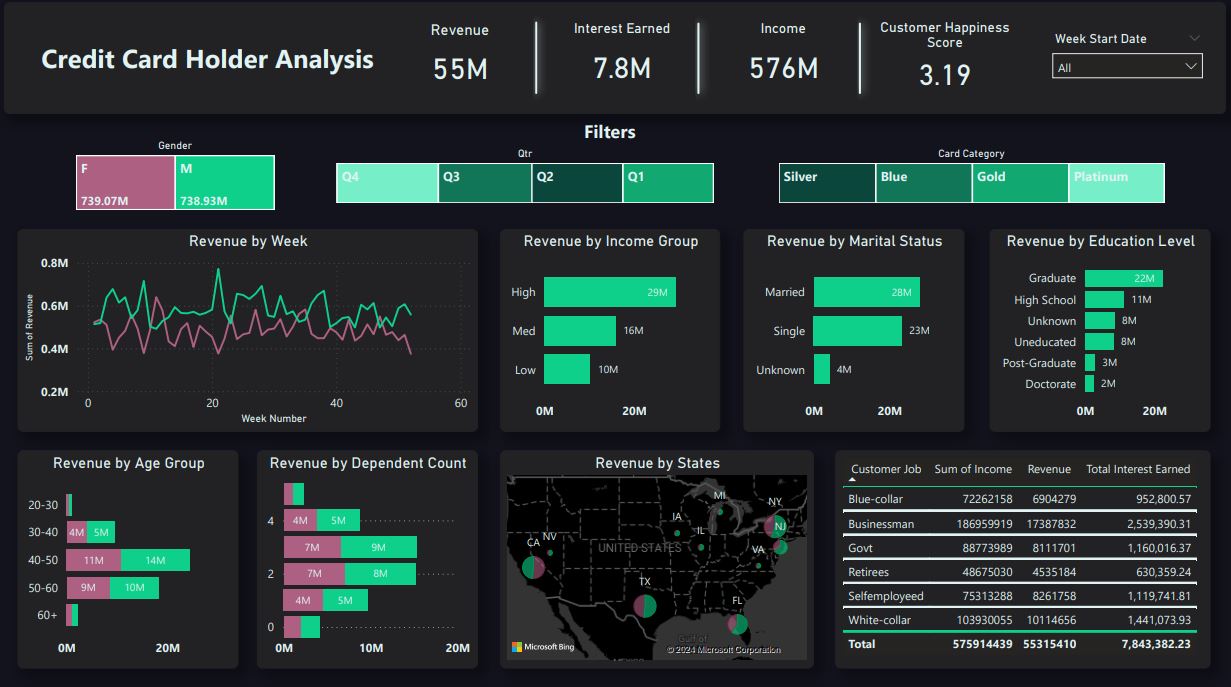 Credit Card Holder Analysis
Revenue
55M
Interest Earned
7.8M
Income
576M
Customer Happiness
Score
3.19
Week Start Date
All
Filters
Gender
F
739.07M
M
738.93M
Qtr
Q4
Q3
Q2
Q1
Card Category
Silver
Blue
Gold
Platinum
Revenue by Week
0.8M
0.6M
0.4M
0.2M
Sum of Revenue
0
20
40
60
Week Number
Revenue by Income Group
High
29M
Med
16M
Low
10M
0M
20M
Revenue by Marital Status
Married
28M
Single
23M
Unknown
4M
0M
20M
Revenue by Education Level
Graduate
22M
High School
11M
Unknown
8M
Uneducated
8M
Post-Graduate
3M
Doctorate
2M
0M
20M
Revenue by Age Group
20-30
30-40
4M
5M
40-50
11M
14M
50-60
9M
10M
60+
0M
20M
Revenue by Dependent Count
4
4M
5M
7M
9M
2
7M
8M
4M
5M
0
0M
10M
20M
Revenue by States
MI
NY
IA
NJ
NV
IL
CA
UNITED STATES
VA
TX
FL
Gulf of
Microsoft Bing
© 2024 Microsoft Corporation
MEXICO
Customer Job Sum of Income Revenue Total Interest Earned
Blue-collar 72262158 6904279 952,800.57
Businessman 186959919 17387832 2,539,390.31
Govt 88773989 8111701 1,160,016.37
Retirees 48675030 4535184 630,359.24
Selfemployeed 75313288 8261758 1,119,741.81
White-collar 103930055 10114656 1,441,073.93
Total 575914439 55315410 7,843,382.23